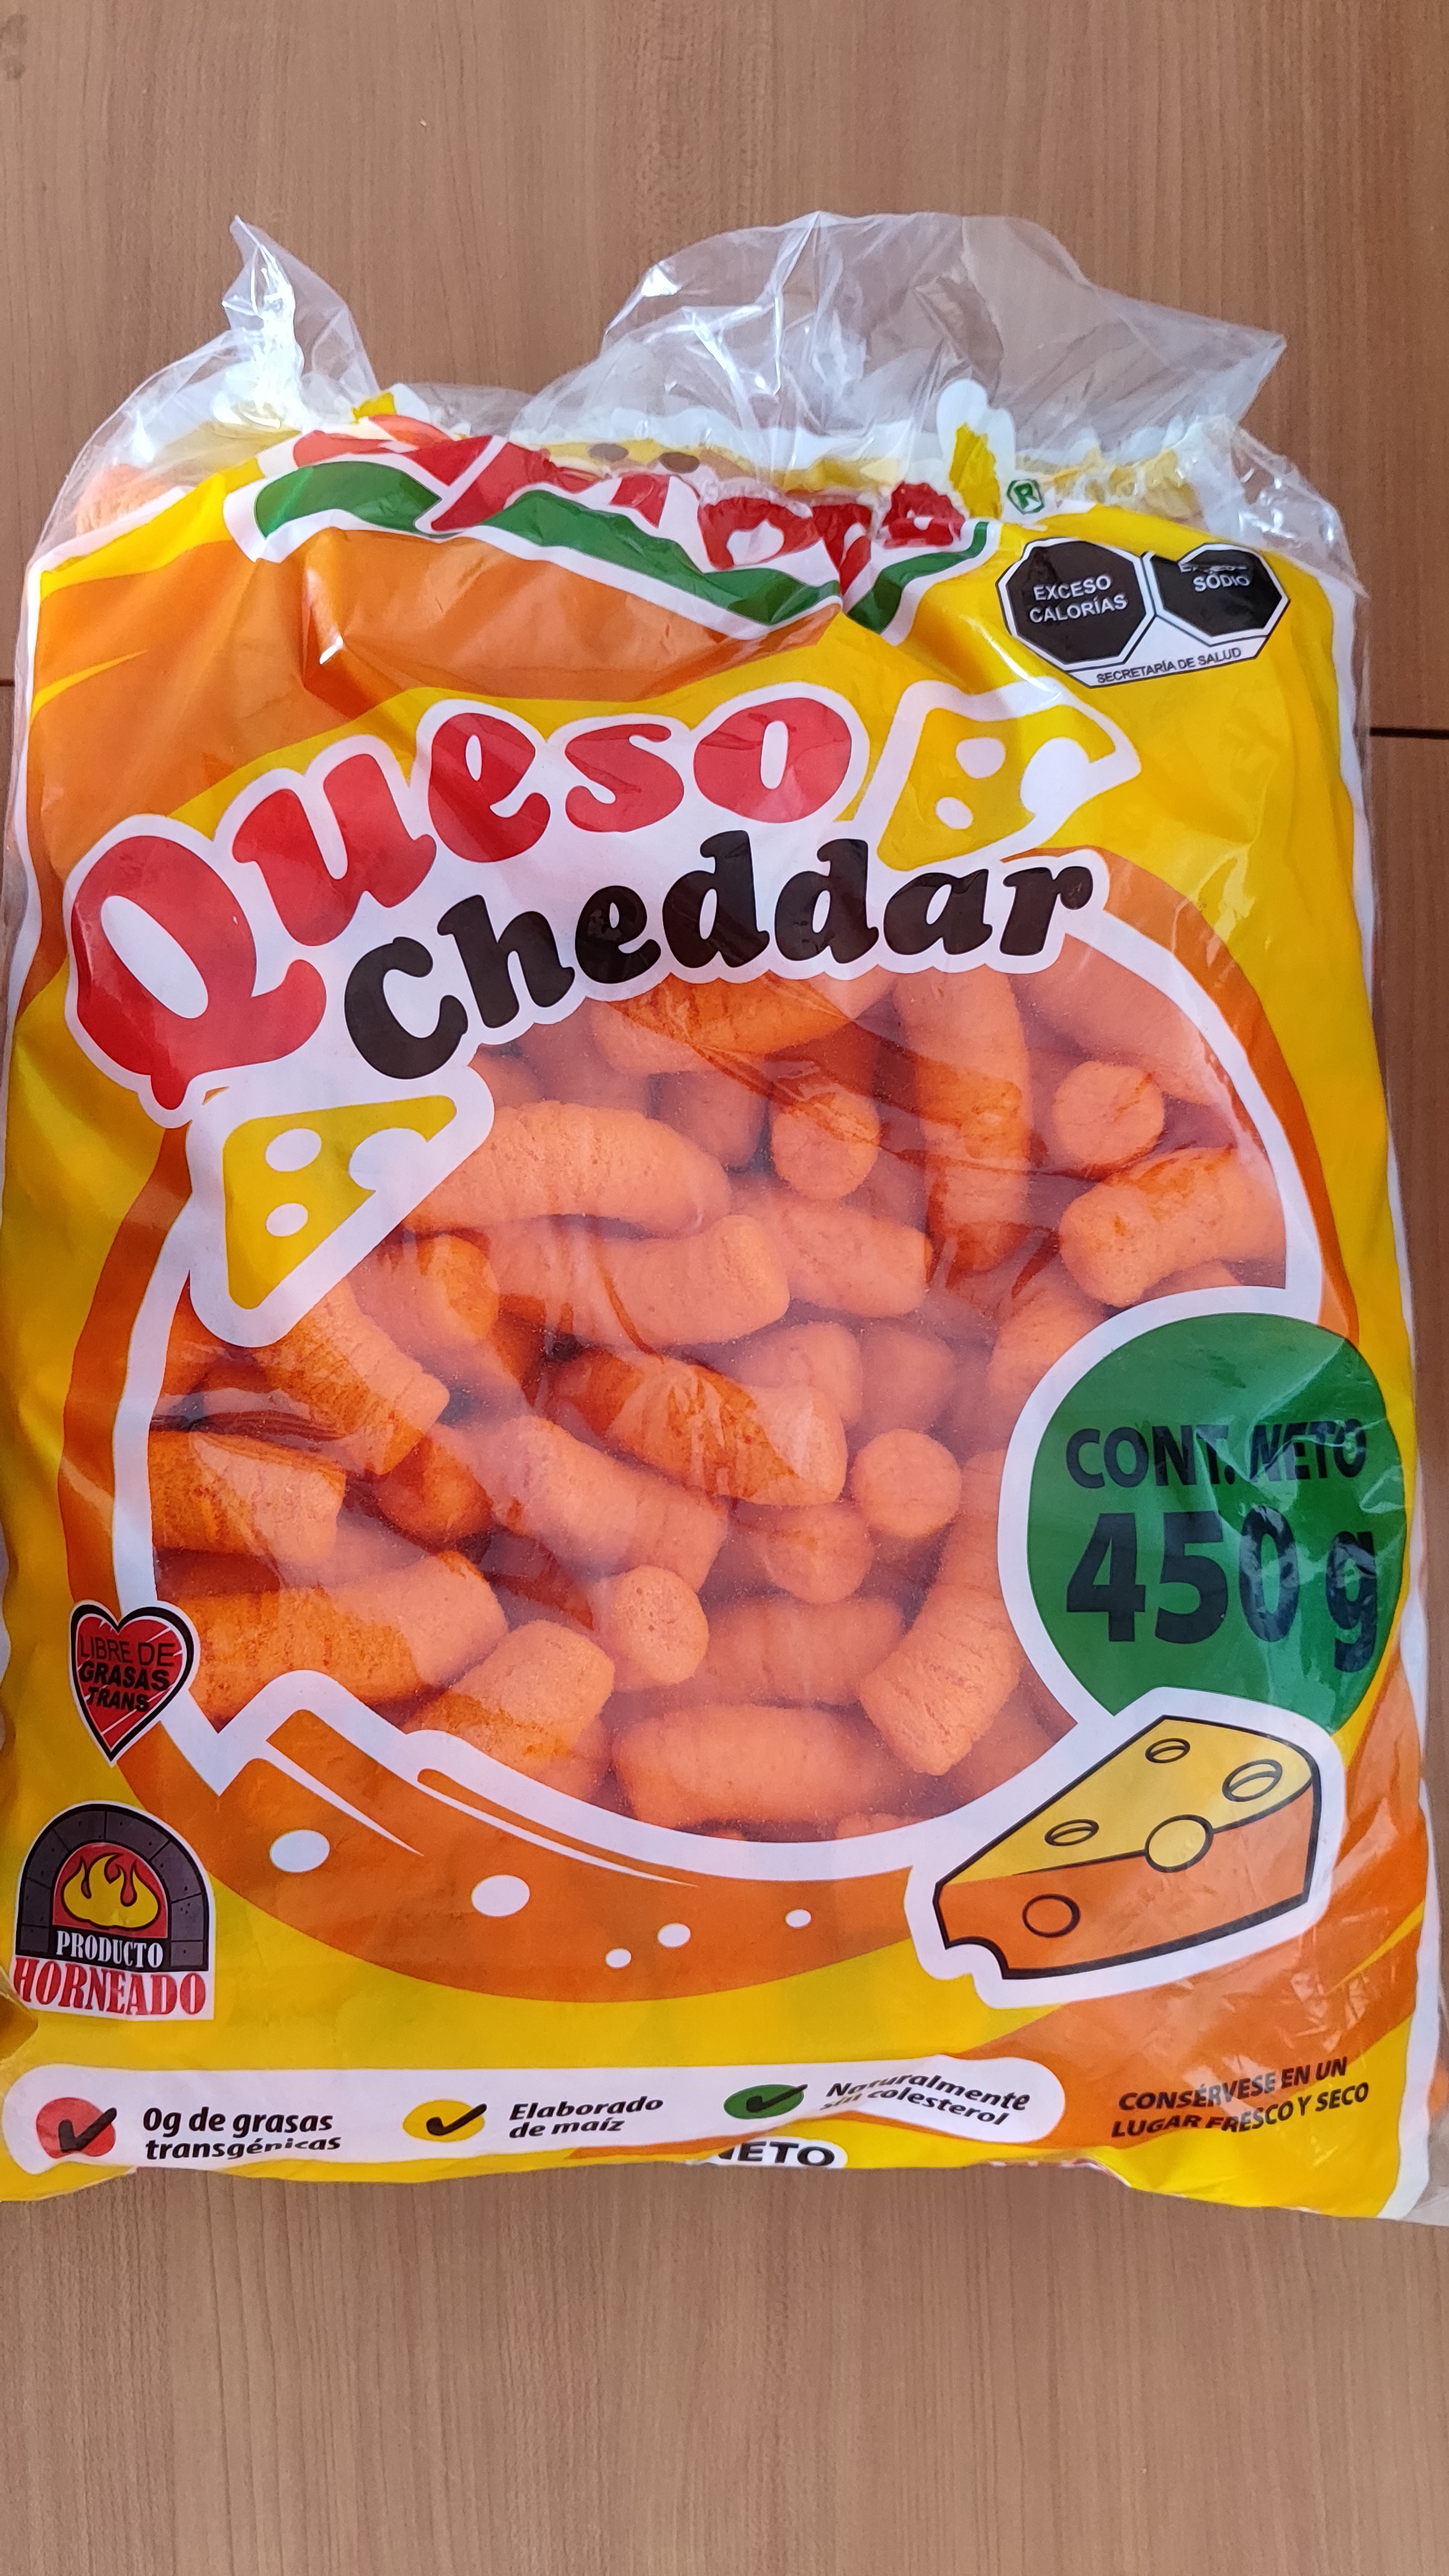 ®
EXCESO
CALORÍAS
SODIO
SECRETARÍA DE SALUD
Queso
Cheddar
CONT. NETO
450 g
LIBRE DE
GRASAS
TRANS
PRODUCTO
HORNEADO
0g de grasas
transgénicas
Elaborado
de maíz
Naturalmente
sin colesterol
CONSÉRVESE EN UN
LUGAR FRESCO Y SECO
NETO